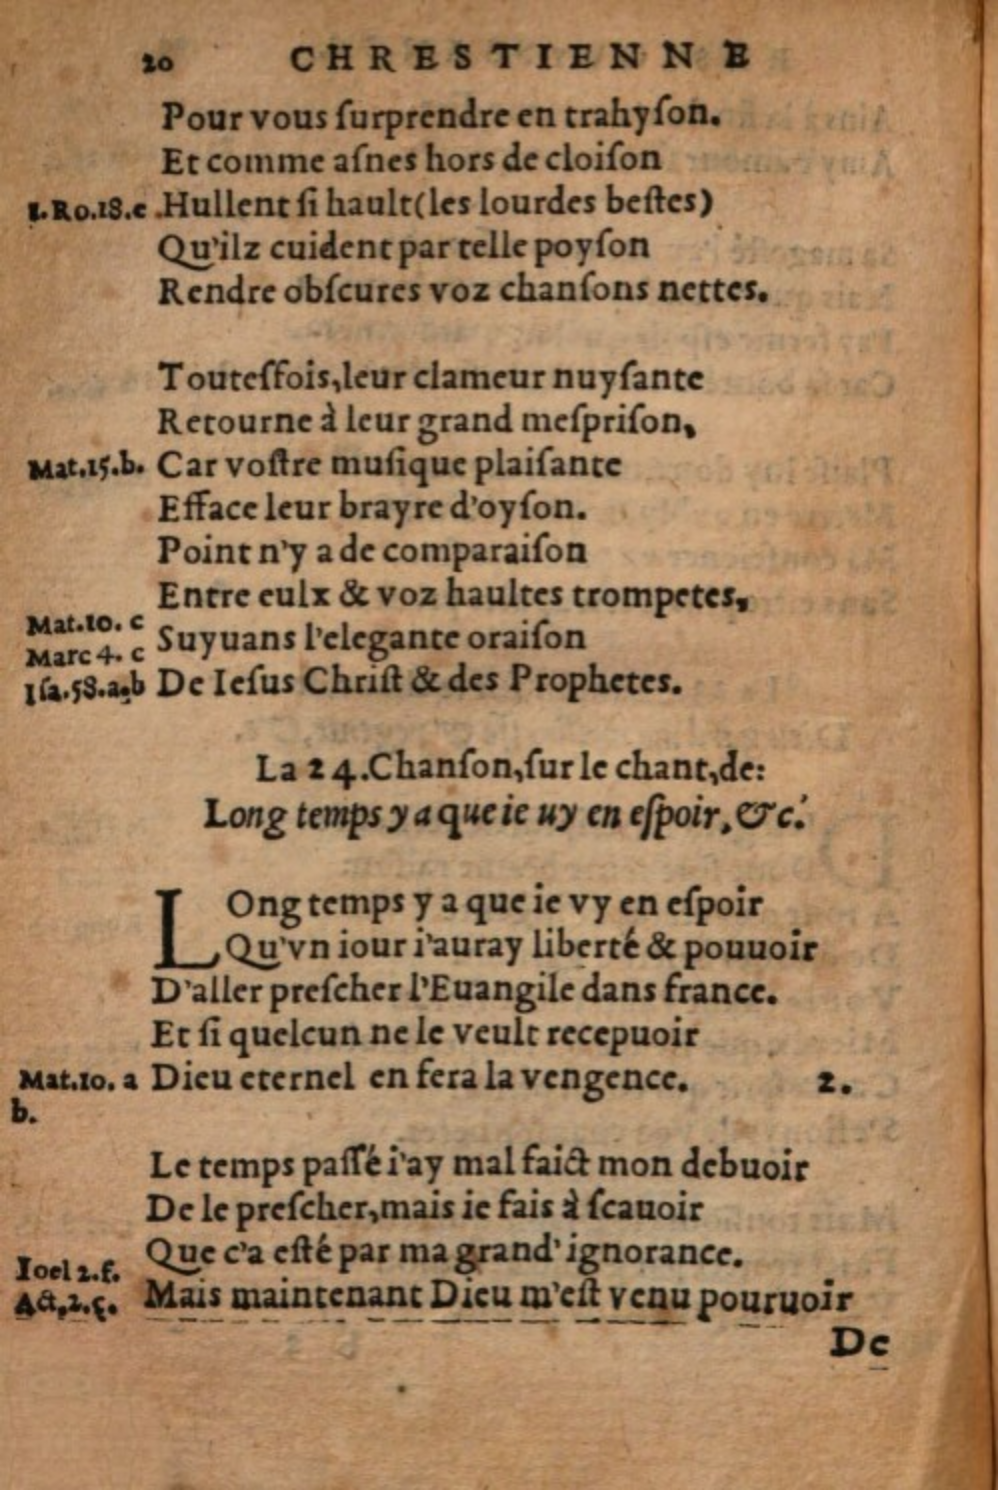 20 CHRESTIENNE
Pour vous ſurprendre en trahyſon.
Et comme aſnes hors de cloiſon
1.Ro.18.e Hullent ſi hault(les lourdes beſtes)
Qu'ilz cuident par telle poyſon
Rendre obſcures voz chanſons nettes.
Touteſfois,leur clameur nuyſante
Retourne à leur grand meſpriſon,
Mat.15.b. Car voſtre muſique plaiſante
Efface leur brayre d'oyſon.
Point n'y a de comparaiſon
Entre eulx & voz haultes trompetes,
Mat.10. c
Marc 4. c Suyuans l'elegante oraiſon
Iſa.58.a.b De Ieſus Chriſt & des Prophetes.
La 24.Chanſon,ſur le chant,de:
Long temps y a que ie uy en eſpoir,&c.
LOng temps y a que ie vy en eſpoir
Qu'vn iour i'auray liberté & pouuoir
D'aller preſcher l'Euangile dans france.
Et ſi quelcun ne le veult recepuoir
Mat.10. a Dieu eternel en fera la vengence. 2.
b.
Le temps paſſé i'ay mal faict mon debuoir
De le preſcher,mais ie fais à ſcauoir
Que c'a eſté par ma grand' ignorance.
Ioel 2.f.
Act,2.c. Mais maintenant Dieu m'eſt venu pouruoir
De